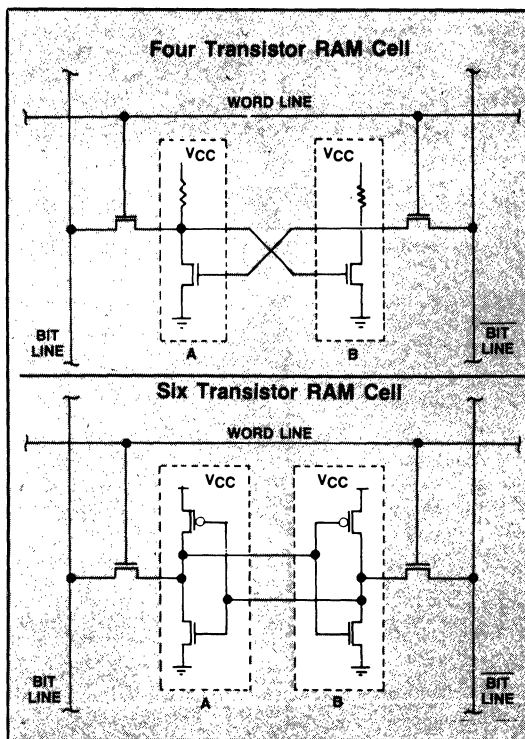 Four Transistor RAM Cell
WORD LINE
VCC
VCC
BIT
LINE
A
B
BIT
LINE
Six Transistor RAM Cell
WORD LINE
VCC
VCC
BIT
LINE
A
B
BIT
LINE